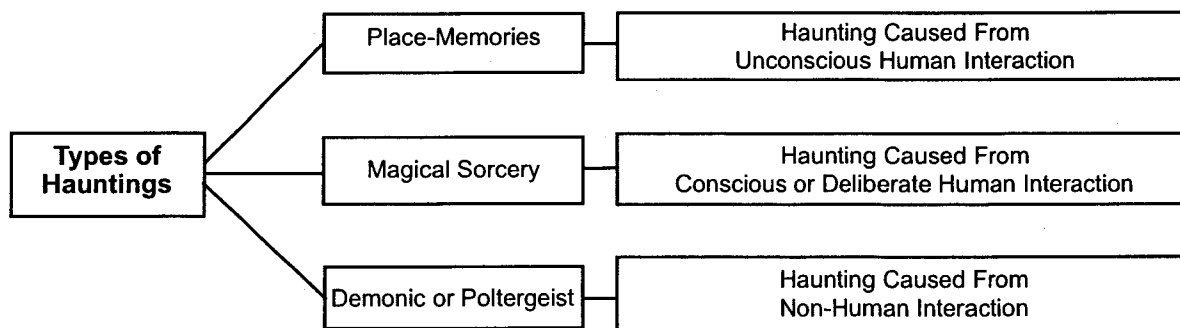 Types of
Hauntings
Place-Memories
Haunting Caused From
Unconscious Human Interaction
Magical Sorcery
Haunting Caused From
Conscious or Deliberate Human Interaction
Demonic or Poltergeist
Haunting Caused From
Non-Human Interaction